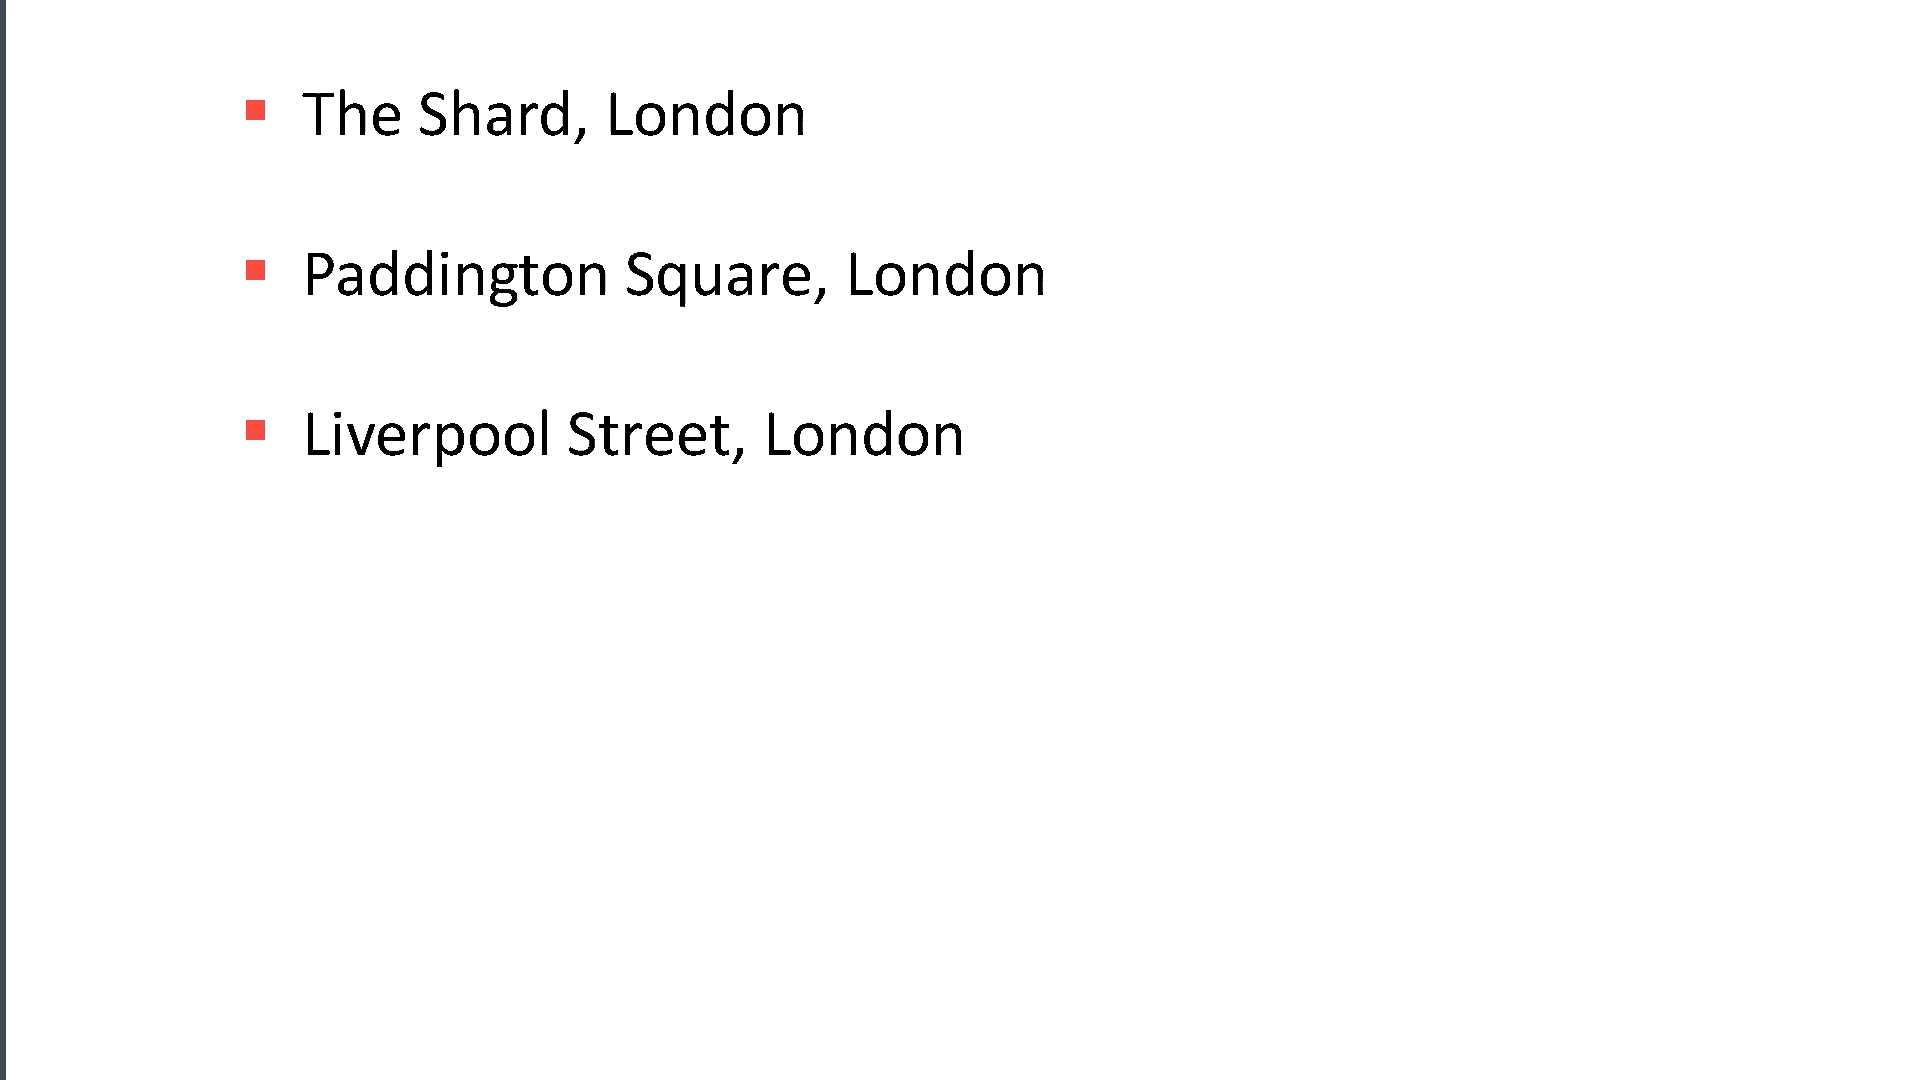 The Shard, London
Paddington Square, London
Liverpool Street, London